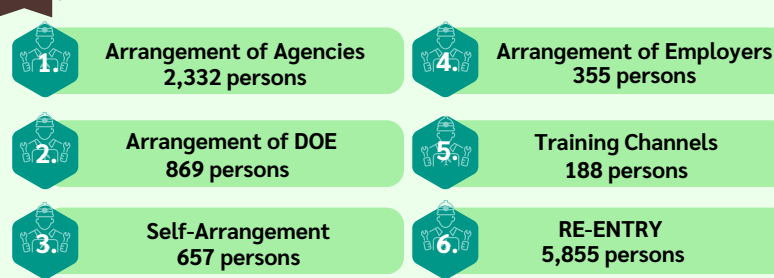 1.
Arrangement of Agencies
2,332 persons
2.
Arrangement of DOE
869 persons
3.
Self-Arrangement
657 persons
4.
Arrangement of Employers
355 persons
5.
Training Channels
188 persons
6.
RE-ENTRY
5,855 persons